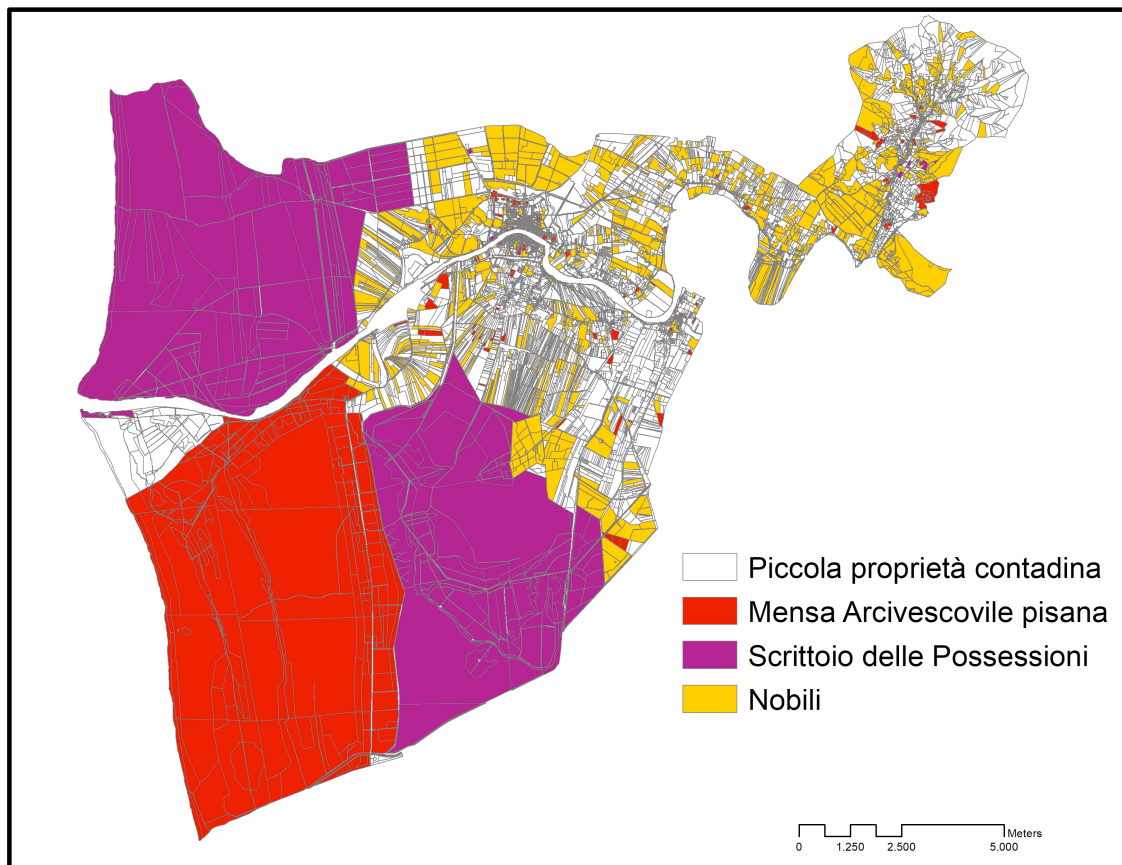 Piccola proprietà contadina
Mensa Arcivescovile pisana
Scrittoio delle Possessioni
Nobili
Meters
0 1.250 2.500 5.000